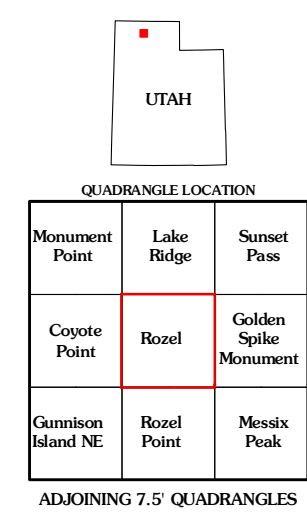 UTAH
QUADRANGLE LOCATION
Monument
Point
Lake
Ridge
Sunset
Pass
Coyote
Point
Rozel
Golden
Spike
Monument
Gunnison
Island NE
Rozel
Point
Messix
Peak
ADJOINING 7.5' QUADRANGLES